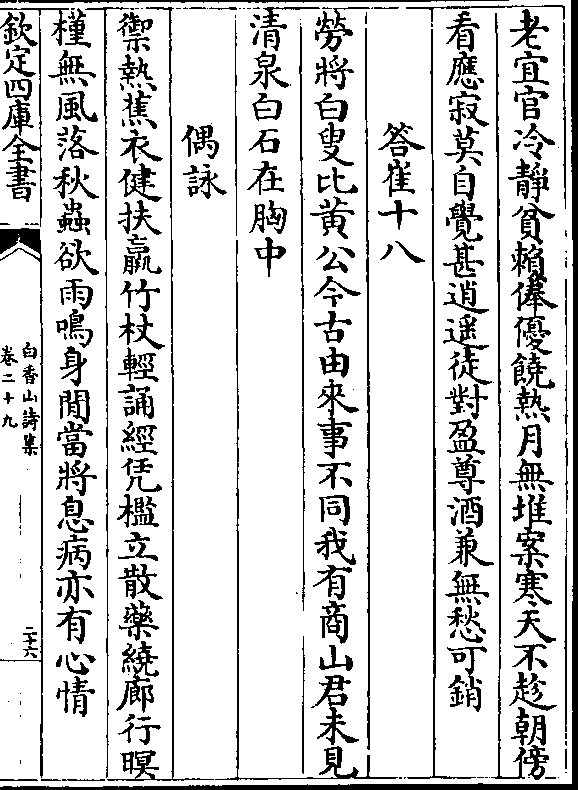 老宜官冷靜貧賴俸優饒熱月無堆案寒天不趁朝傍
看應寂莫自覺甚逍遥徒對盈尊酒兼無愁可銷
答崔十八
勞將白叟比黄公今古由來事不同我有商山君未見
清泉白石在胸中
偶詠
禦熱蕉衣健扶羸竹杖輕誦經凭檻立散藥繞廊行暝
槿無風落秋蟲欲雨鳴身閒當將息病亦有心情
欽定四庫全書
白香山詩集
卷二十九
二十六